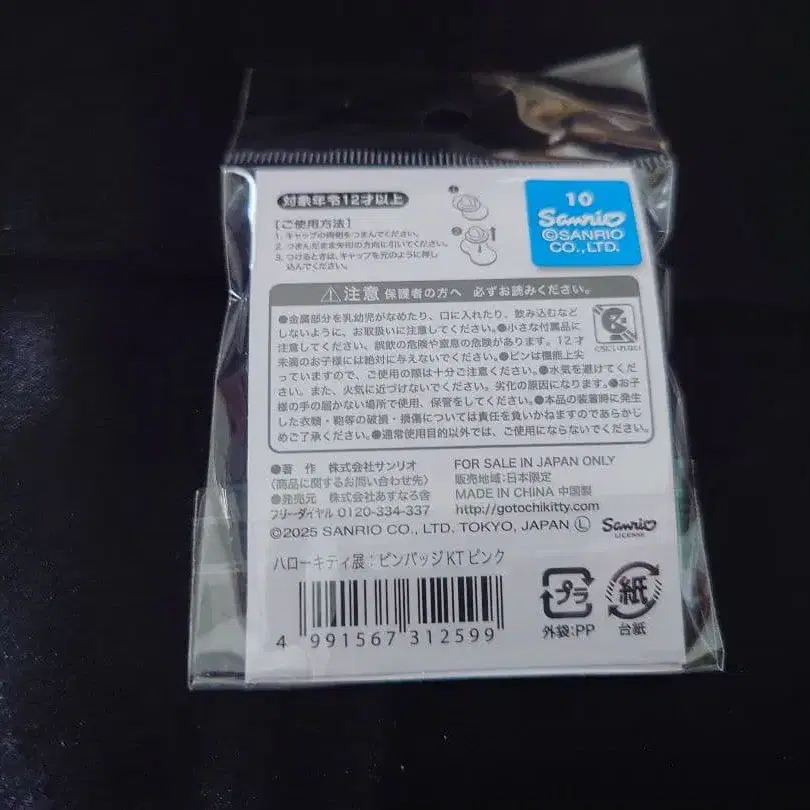 対象年令12才以上
【ご使用方法】
1. キャップの両側をつまんでください。
2. つまんだまま矢印の方向に引いてください。
3. つけるときは、キャップを元のように押し
込んでください。
1
2
10
Sanrio
©SANRIO
CO., LTD.
注意 保護者の方へ 必ずお読みください。
●金属部分を乳幼児がなめたり、口に入れたり、飲み込むなど
しないように、お取扱いに注意してください。●小さな付属品に
注意してください、誤飲の危険や窒息の危険があります。12才
未満のお子様には絶対に与えないでください。●ピンは機能上尖
っていますので、ご使用の際は十分ご注意ください。●水気を避けてくだ
さい。また、火気に近づけないでください。劣化の原因になります。●お子
様の手の届かない場所で使用、保管をしてください。●本品の装着時に発生
した衣類・鞄等の破損・損傷については責任を負いかねますのであらかじ
めご了承ください。●通常使用目的以外では、ご使用にならないでください。
くちにいれない
●著 作 株式会社サンリオ
(商品に関するお問い合わせ先)
●発売元 株式会社あすなろ舎
フリーダイヤル 0120-334-337
FOR SALE IN JAPAN ONLY
販売地域:日本限定
MADE IN CHINA 中国製
http://gotochikitty.com
©2025 SANRIO CO., LTD. TOKYO, JAPAN Ⓛ Sanrio
LICENSE
ハローキティ展:ピンバッジKTピンク
4 991567 312599
プラ
外袋:PP
紙
台紙